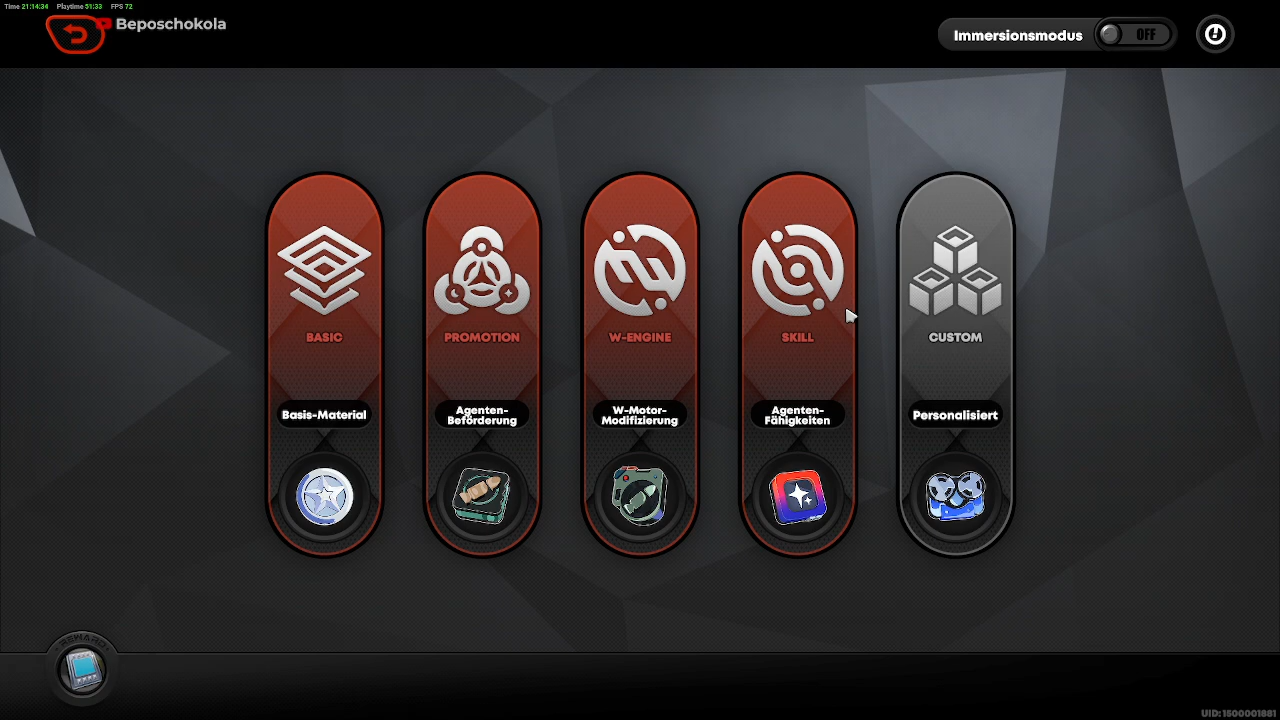 Time 21:14:34 Playtime 51:33 FPS 72
Beposchokola
Immersionsmodus
OFF
BASIC
PROMOTION
W-ENGINE
SKILL
CUSTOM
Basis-Material
Agenten-
Beförderung
W-Motor-
Modifizierung
Agenten-
Fähigkeiten
Personalisiert
REWARD
UID: 1500001881